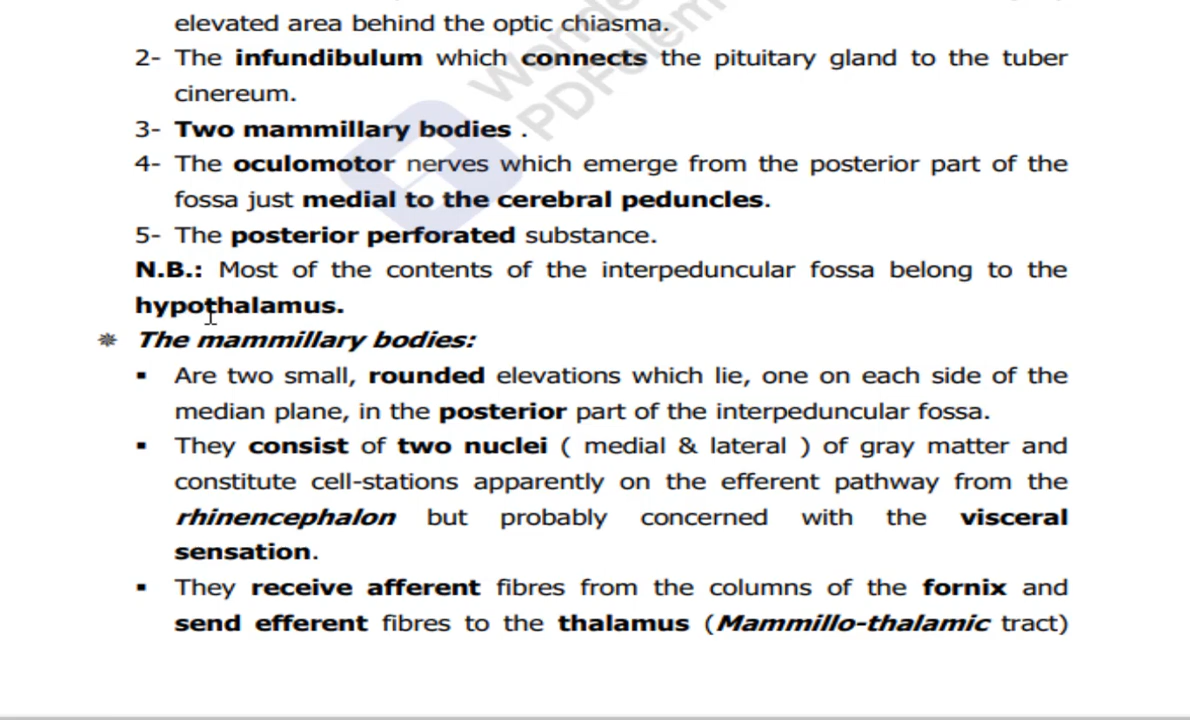 elevated area behind the optic chiasma.
2- The infundibulum which connects the pituitary gland to the tuber
cinereum.
3- Two mammillary bodies .
4- The oculomotor nerves which emerge from the posterior part of the
fossa just medial to the cerebral peduncles.
5- The posterior perforated substance.
N.B.: Most of the contents of the interpeduncular fossa belong to the
hypothalamus.
⁕ The mammillary bodies:
▪ Are two small, rounded elevations which lie, one on each side of the
median plane, in the posterior part of the interpeduncular fossa.
▪ They consist of two nuclei ( medial & lateral ) of gray matter and
constitute cell-stations apparently on the efferent pathway from the
rhinencephalon but probably concerned with the visceral
sensation.
▪ They receive afferent fibres from the columns of the fornix and
send efferent fibres to the thalamus (Mammillo-thalamic tract)